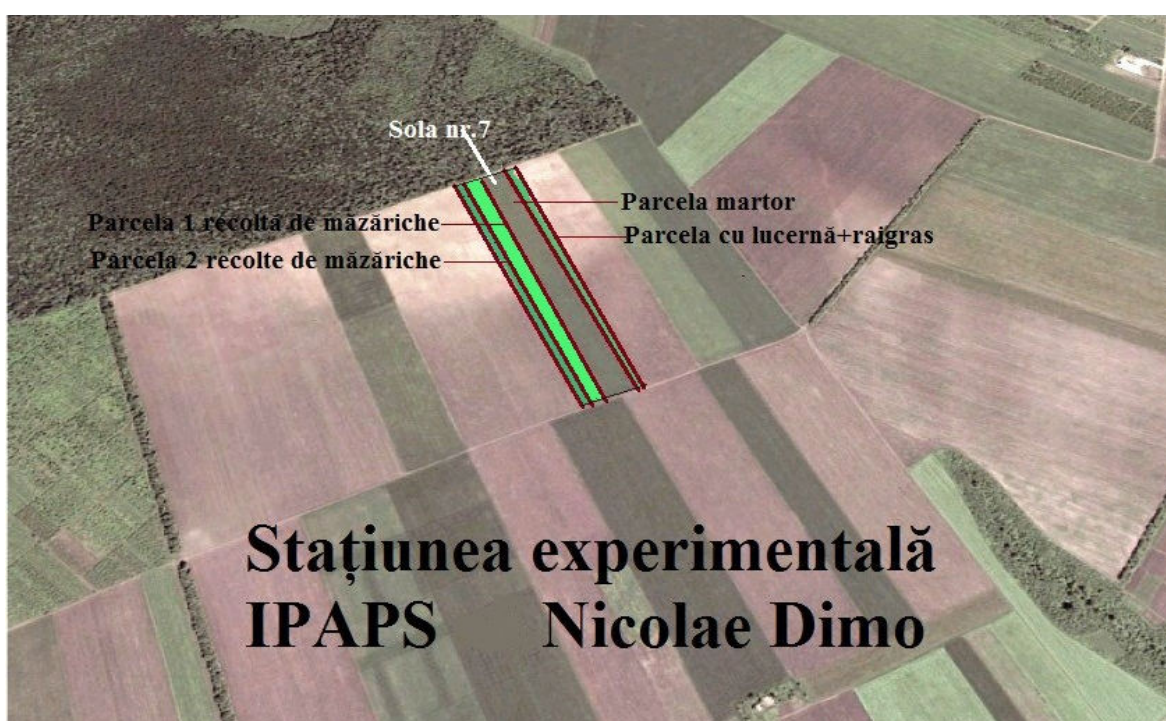 Sola nr.7
Parcela martor
Parcela 1 recoltă de măzăriche
Parcela cu lucernă+raigras
Parcela 2 recolte de măzăriche
Stațiunea experimentală
IPAPS Nicolae Dimo